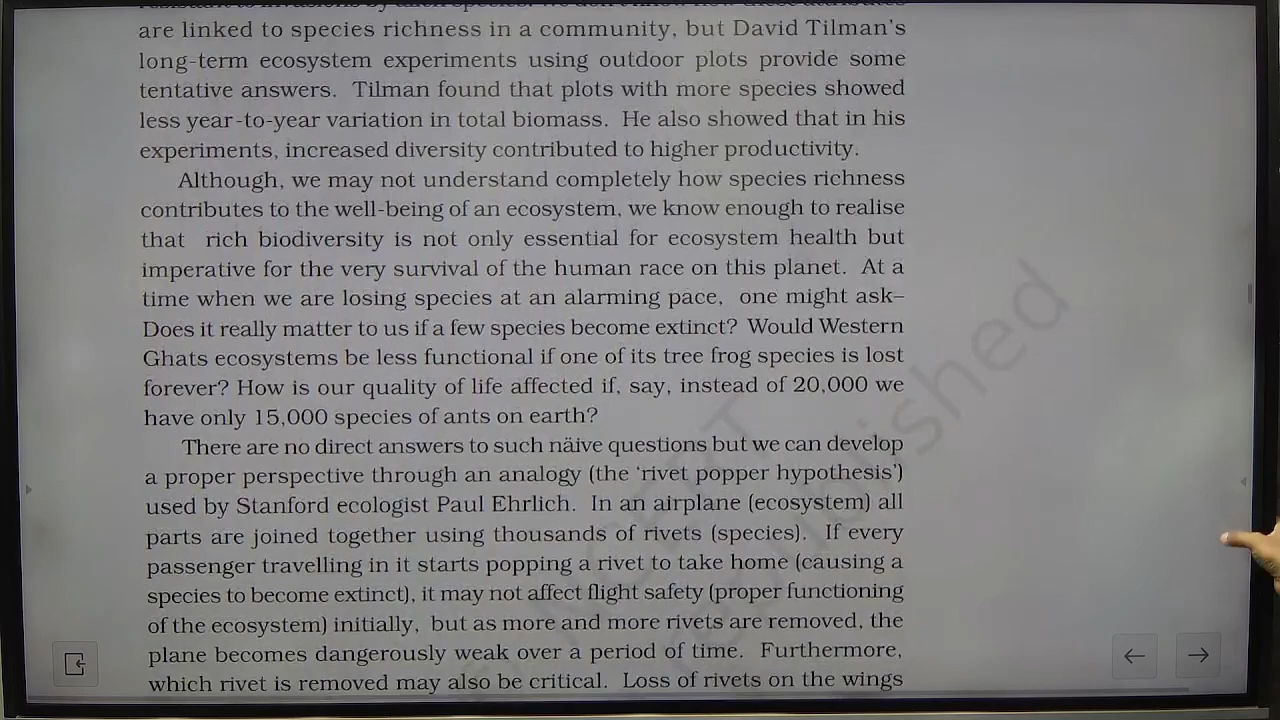 are linked to species richness in a community, but David Tilman's
long-term ecosystem experiments using outdoor plots provide some
tentative answers. Tilman found that plots with more species showed
less year-to-year variation in total biomass. He also showed that in his
experiments, increased diversity contributed to higher productivity.
Although, we may not understand completely how species richness
contributes to the well-being of an ecosystem, we know enough to realise
that rich biodiversity is not only essential for ecosystem health but
imperative for the very survival of the human race on this planet. At a
time when we are losing species at an alarming pace, one might ask–
Does it really matter to us if a few species become extinct? Would Western
Ghats ecosystems be less functional if one of its tree frog species is lost
forever? How is our quality of life affected if, say, instead of 20,000 we
have only 15,000 species of ants on earth?
There are no direct answers to such näive questions but we can develop
a proper perspective through an analogy (the ‘rivet popper hypothesis’)
used by Stanford ecologist Paul Ehrlich. In an airplane (ecosystem) all
parts are joined together using thousands of rivets (species). If every
passenger travelling in it starts popping a rivet to take home (causing a
species to become extinct), it may not affect flight safety (proper functioning
of the ecosystem) initially, but as more and more rivets are removed, the
plane becomes dangerously weak over a period of time. Furthermore,
which rivet is removed may also be critical. Loss of rivets on the wings